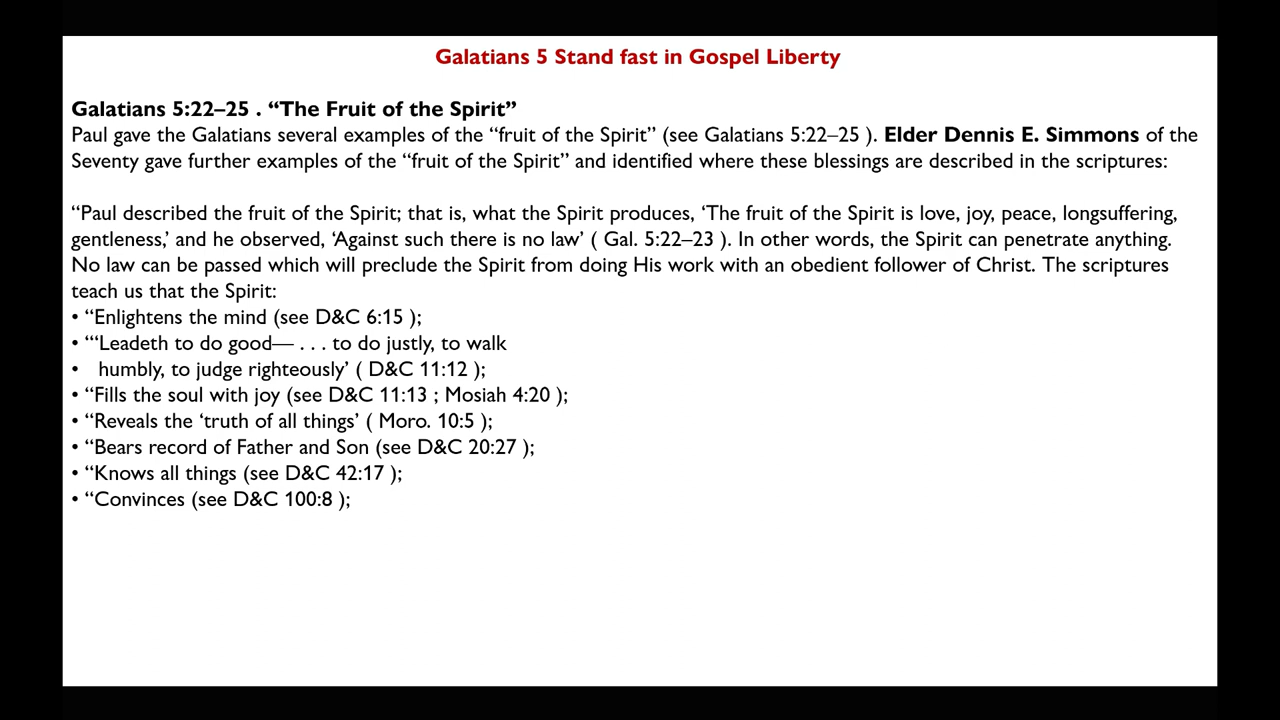 Galatians 5 Stand fast in Gospel Liberty
Galatians 5:22–25 . “The Fruit of the Spirit”
Paul gave the Galatians several examples of the “fruit of the Spirit” (see Galatians 5:22–25 ). Elder Dennis E. Simmons of the
Seventy gave further examples of the “fruit of the Spirit” and identified where these blessings are described in the scriptures:
“Paul described the fruit of the Spirit; that is, what the Spirit produces, ‘The fruit of the Spirit is love, joy, peace, longsuffering,
gentleness,’ and he observed, ‘Against such there is no law’ ( Gal. 5:22–23 ). In other words, the Spirit can penetrate anything.
No law can be passed which will preclude the Spirit from doing His work with an obedient follower of Christ. The scriptures
teach us that the Spirit:
• “Enlightens the mind (see D&C 6:15 );
• “‘Leadeth to do good— . . . to do justly, to walk
• humbly, to judge righteously’ ( D&C 11:12 );
• “Fills the soul with joy (see D&C 11:13 ; Mosiah 4:20 );
• “Reveals the ‘truth of all things’ ( Moro. 10:5 );
• “Bears record of Father and Son (see D&C 20:27 );
• “Knows all things (see D&C 42:17 );
• “Convinces (see D&C 100:8 );